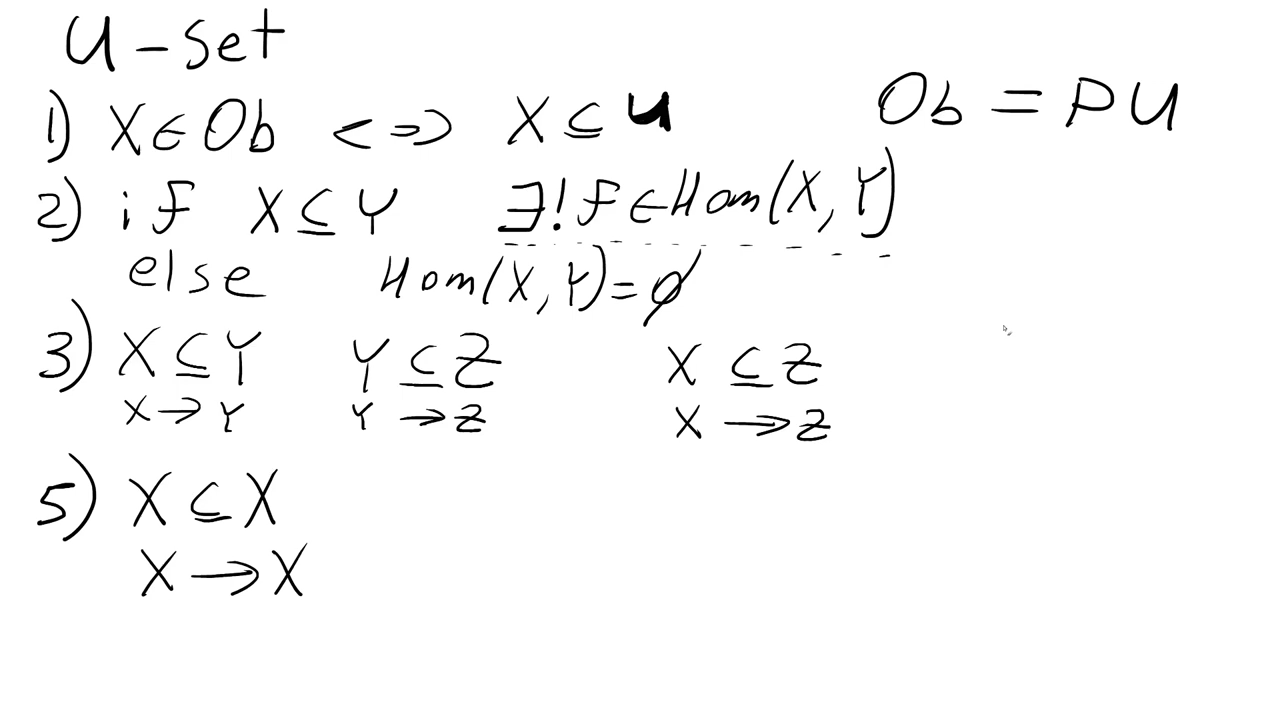 U - set
1) X ∈ Ob <=> X ⊆ U
Ob = PU
2) if X ⊆ Y ∃! f ∈ Hom(X, Y)
else Hom(X, Y) = ∅
3) X ⊆ Y Y ⊆ Z X ⊆ Z
X → Y Y → Z X → Z
5) X ⊆ X
X → X